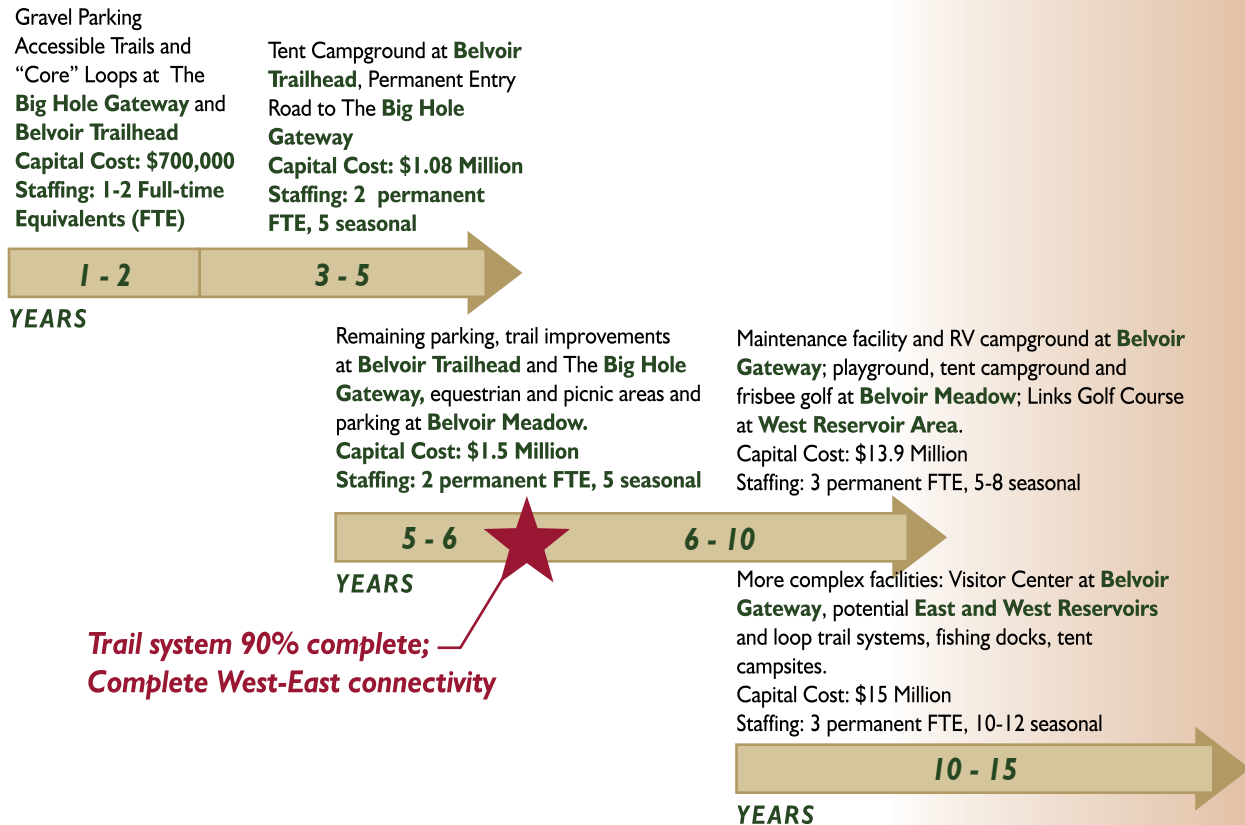 Gravel Parking
Accessible Trails and
“Core” Loops at The
Big Hole Gateway and
Belvoir Trailhead
Capital Cost: $700,000
Staffing: 1-2 Full-time
Equivalents (FTE)
Tent Campground at Belvoir
Trailhead, Permanent Entry
Road to The Big Hole
Gateway
Capital Cost: $1.08 Million
Staffing: 2 permanent
FTE, 5 seasonal
1 - 2
3 - 5
YEARS
Remaining parking, trail improvements
at Belvoir Trailhead and The Big Hole
Gateway, equestrian and picnic areas and
parking at Belvoir Meadow.
Capital Cost: $1.5 Million
Staffing: 2 permanent FTE, 5 seasonal
Maintenance facility and RV campground at Belvoir
Gateway; playground, tent campground and
frisbee golf at Belvoir Meadow; Links Golf Course
at West Reservoir Area.
Capital Cost: $13.9 Million
Staffing: 3 permanent FTE, 5-8 seasonal
5 - 6
6 - 10
YEARS
Trail system 90% complete;
Complete West-East connectivity
More complex facilities: Visitor Center at Belvoir
Gateway, potential East and West Reservoirs
and loop trail systems, fishing docks, tent
campsites.
Capital Cost: $15 Million
Staffing: 3 permanent FTE, 10-12 seasonal
10 - 15
YEARS